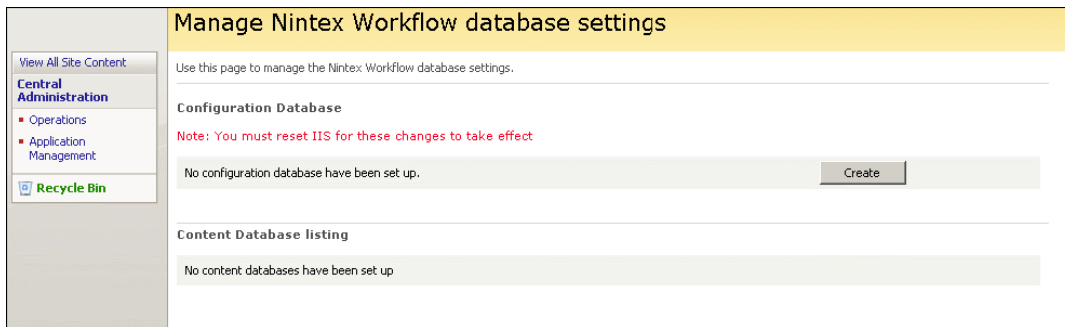 Manage Nintex Workflow database settings
View All Site Content
Central
Administration
Operations
Application
Management
Recycle Bin
Use this page to manage the Nintex Workflow database settings.
Configuration Database
Note: You must reset IIS for these changes to take effect
No configuration database have been set up.
Create
Content Database listing
No content databases have been set up